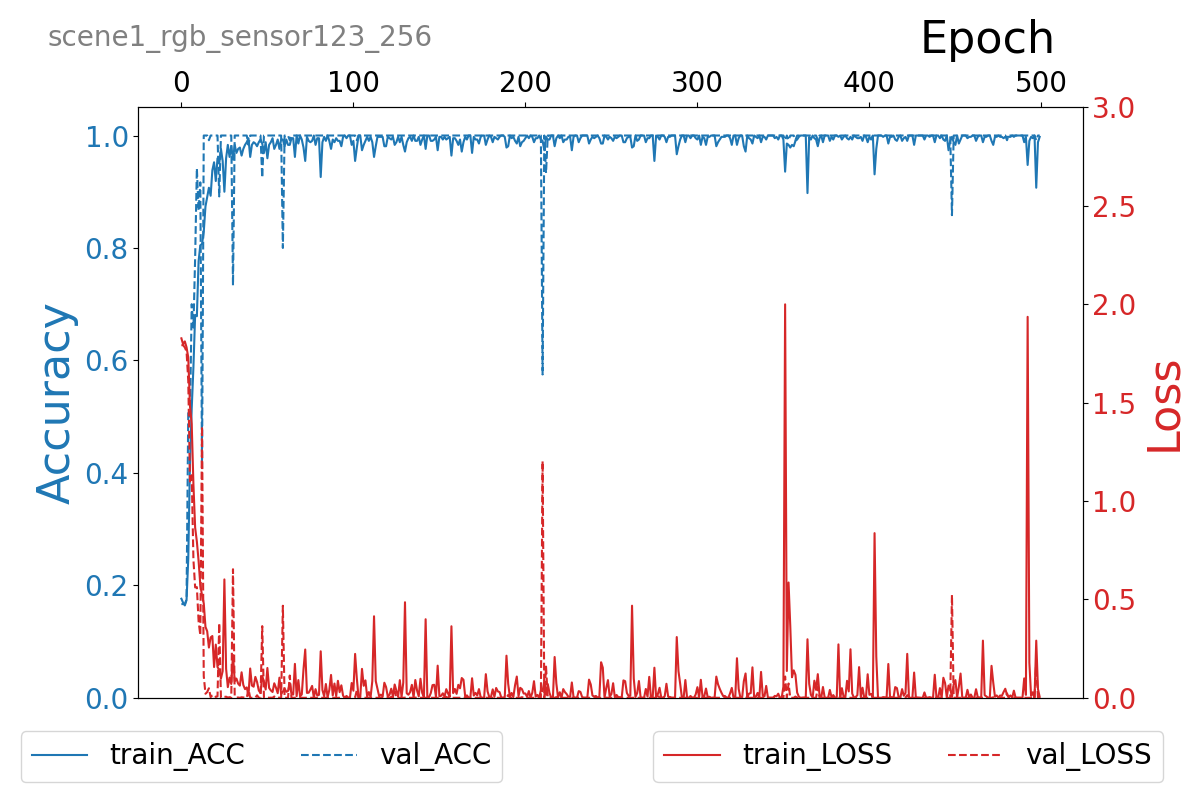 scene1_rgb_sensor123_256
Epoch
0 100 200 300 400 500
Accuracy
1.0
0.8
0.6
0.4
0.2
0.0
3.0
2.5
2.0
1.5
1.0
0.5
0.0
Loss
train_ACC val_ACC
train_LOSS val_LOSS